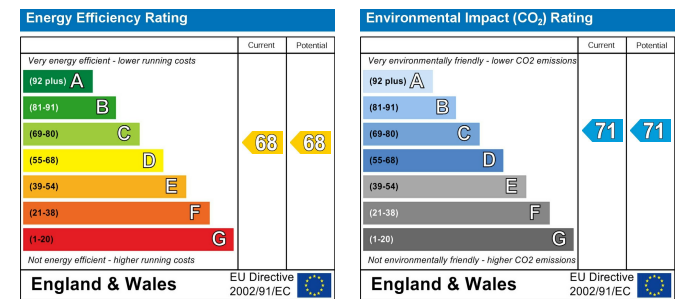 Energy Efficiency Rating
Current Potential
Very energy efficient - lower running costs
(92 plus) A
(81-91) B
(69-80) C
(55-68) D
(39-54) E
(21-38) F
(1-20) G
68 68
Not energy efficient - higher running costs
England & Wales
EU Directive
2002/91/EC
Environmental Impact (CO₂) Rating
Current Potential
Very environmentally friendly - lower CO2 emissions
(92 plus) A
(81-91) B
(69-80) C
(55-68) D
(39-54) E
(21-38) F
(1-20) G
71 71
Not environmentally friendly - higher CO2 emissions
England & Wales
EU Directive
2002/91/EC